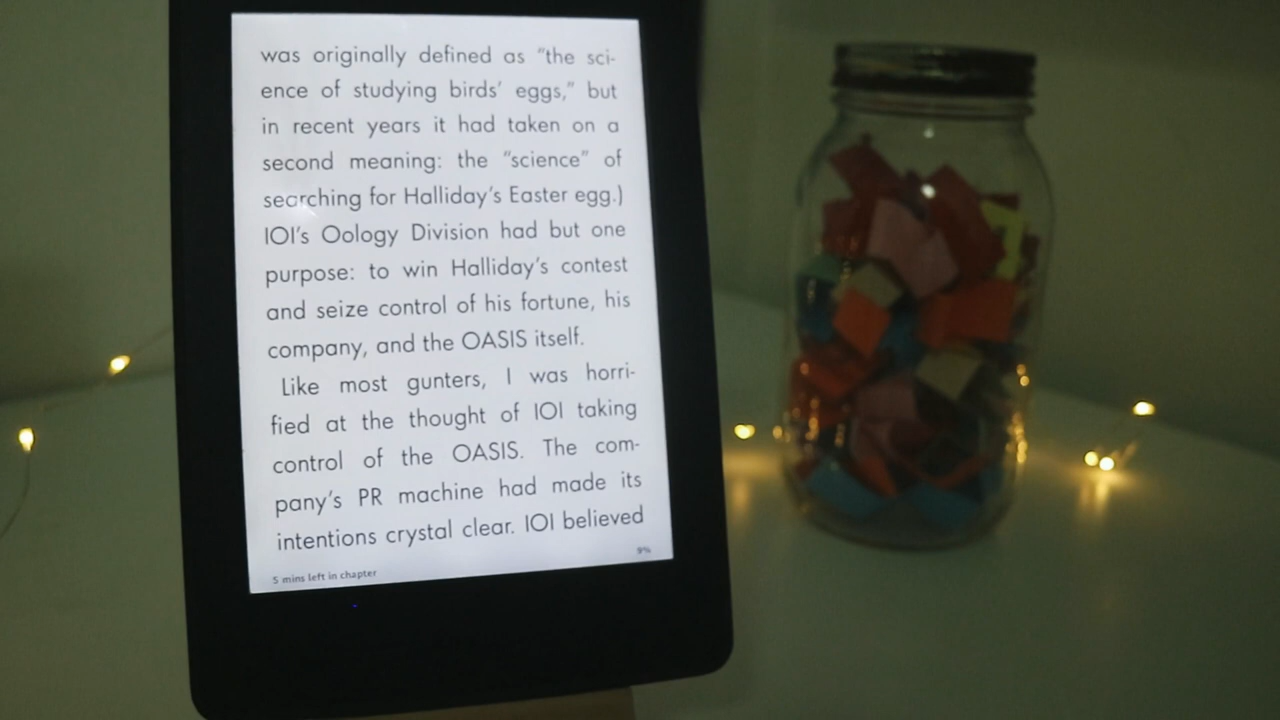 was originally defined as “the sci-
ence of studying birds’ eggs,” but
in recent years it had taken on a
second meaning: the “science” of
searching for Halliday’s Easter egg.)
IOI’s Oology Division had but one
purpose: to win Halliday’s contest
and seize control of his fortune, his
company, and the OASIS itself.
Like most gunters, I was horri-
fied at the thought of IOI taking
control of the OASIS. The com-
pany’s PR machine had made its
intentions crystal clear. IOI believed
5 mins left in chapter
9%